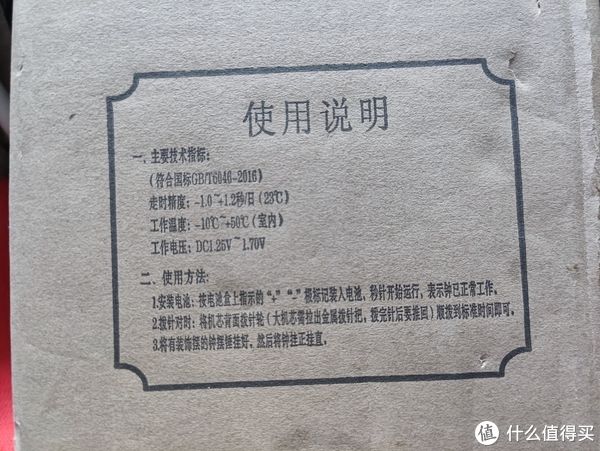 使用说明
一、主要技术指标：
（符合国标GB/T6046-2016）
走时精度：-1.0~+1.2秒/日（23℃）
工作温度：-10℃~+50℃（室内）
工作电压：DC1.25V~1.70V
二、使用方法：
1.安装电池：按电池盒上指示的“+”“-”极标记装入电池，秒针开始运行，表示钟已正常工作。
2.拨针对时：将机芯背面拨针轮（大机芯需拉出金属拨针把，拨完针后要推回）顺拨到标准时间即可。
3.将有装饰摆的钟摆锤挂好，然后将钟挂正挂直。
值 什么值得买